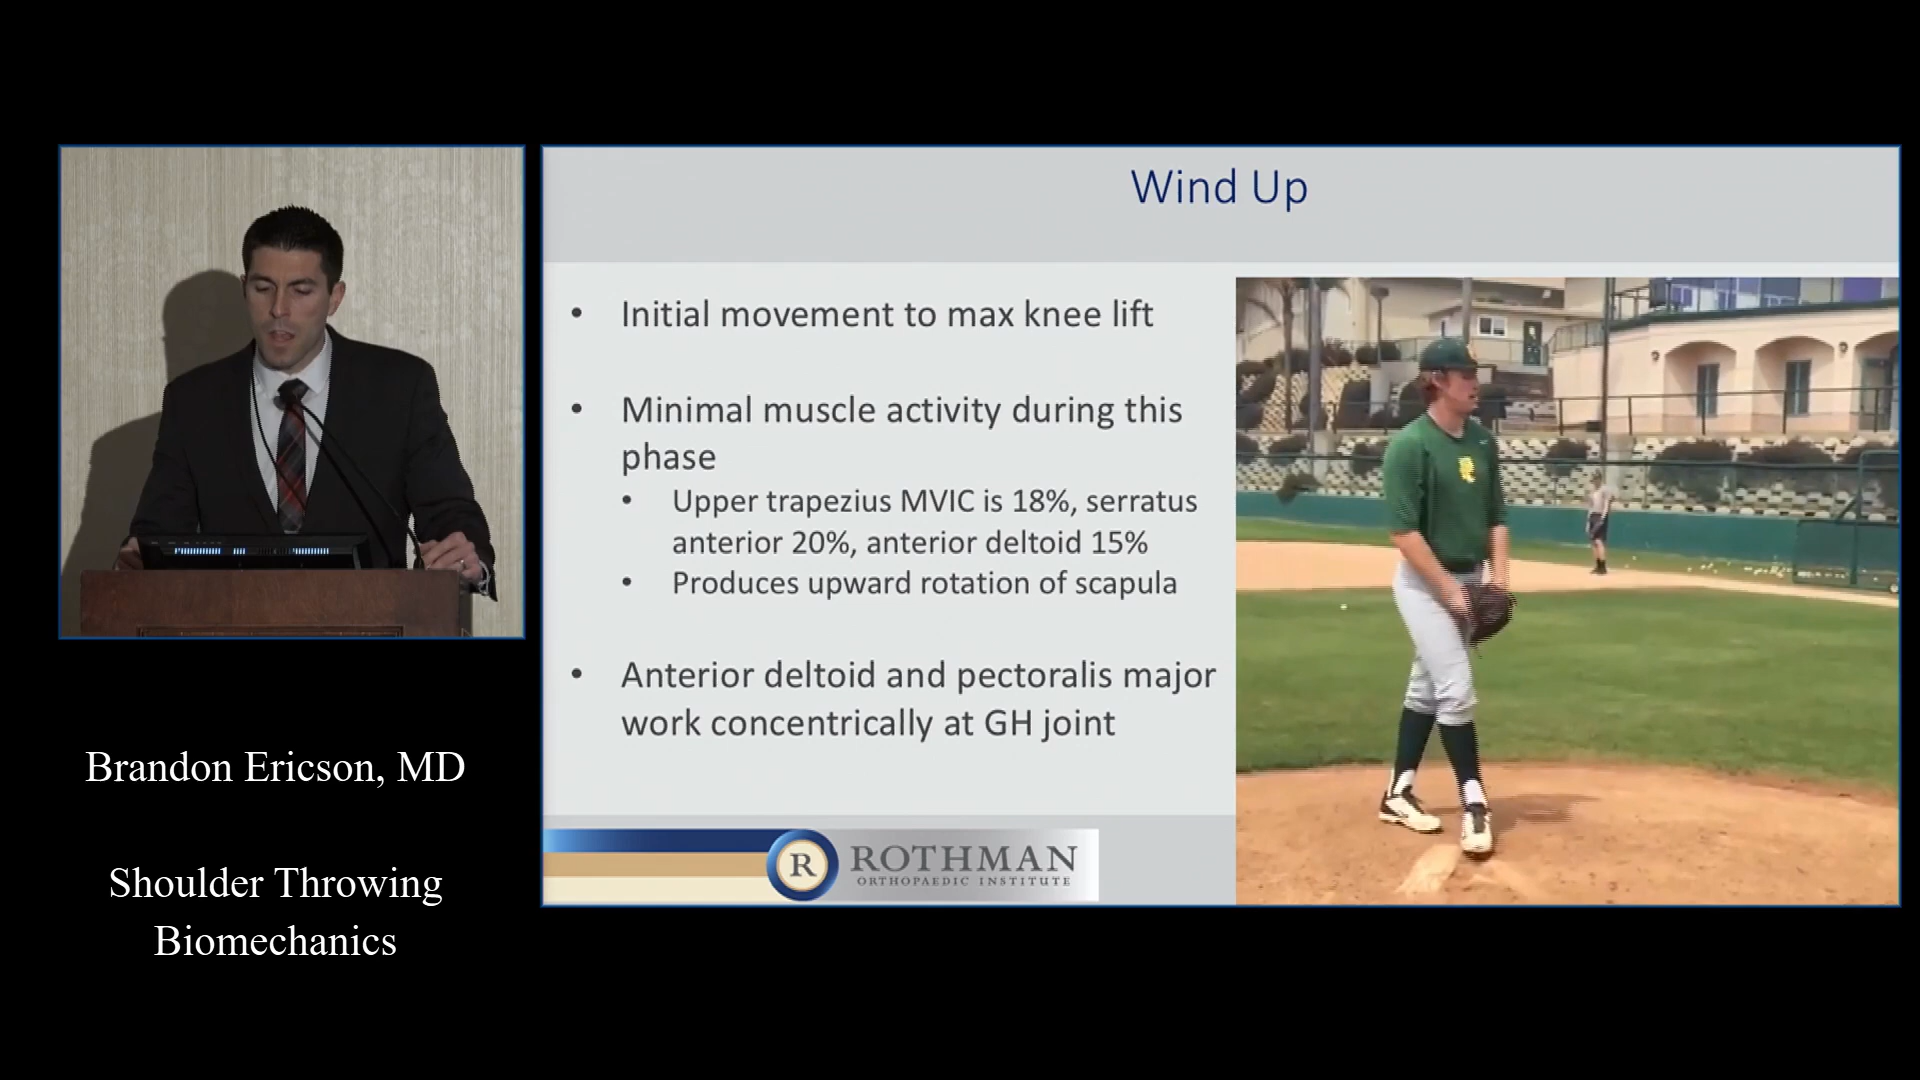 Wind Up
• Initial movement to max knee lift
• Minimal muscle activity during this
phase
• Upper trapezius MVIC is 18%, serratus
anterior 20%, anterior deltoid 15%
• Produces upward rotation of scapula
• Anterior deltoid and pectoralis major
work concentrically at GH joint
R ROTHMAN
ORTHOPAEDIC INSTITUTE
Brandon Ericson, MD
Shoulder Throwing
Biomechanics